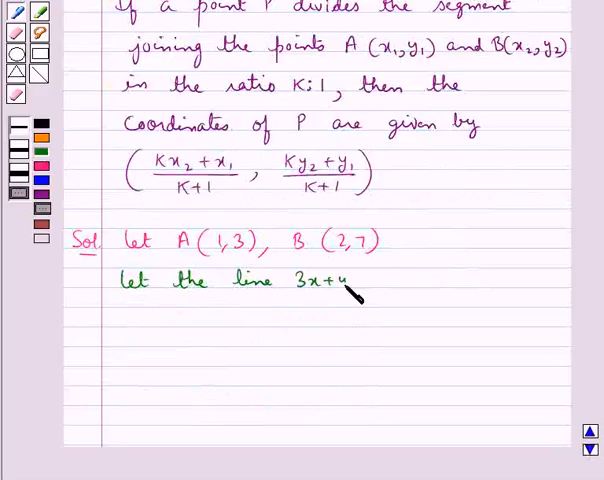 If a point P divides the segment
joining the points A (x₁,y₁) and B(x₂,y₂)
in the ratio K:1, then the
coordinates of P are given by
( Kx₂+x₁ / K+1 , Ky₂+y₁ / K+1 )
Sol. let A(1,3), B (2,7)
let the line 3x+y